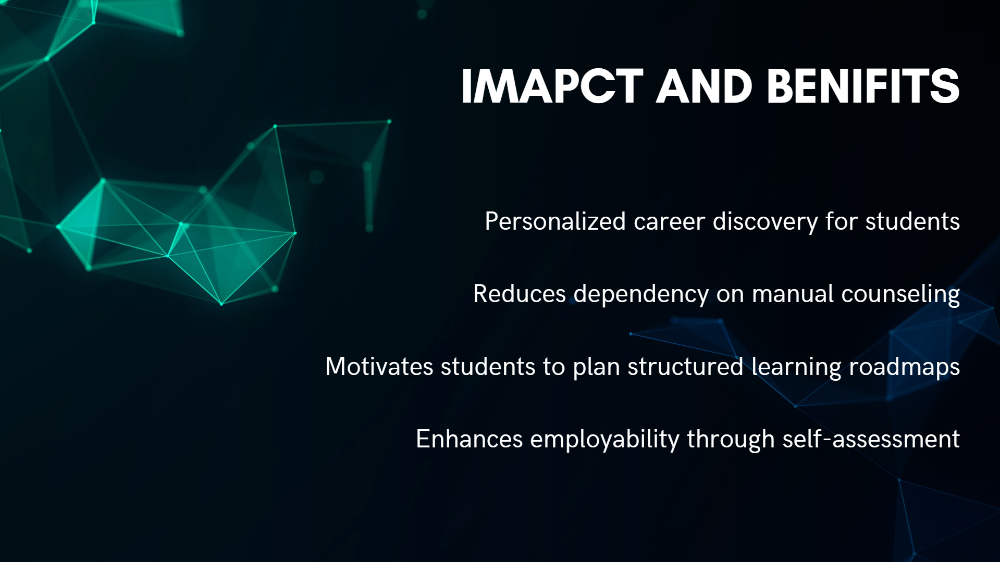 IMAPCT AND BENIFITS
Personalized career discovery for students
Reduces dependency on manual counseling
Motivates students to plan structured learning roadmaps
Enhances employability through self-assessment